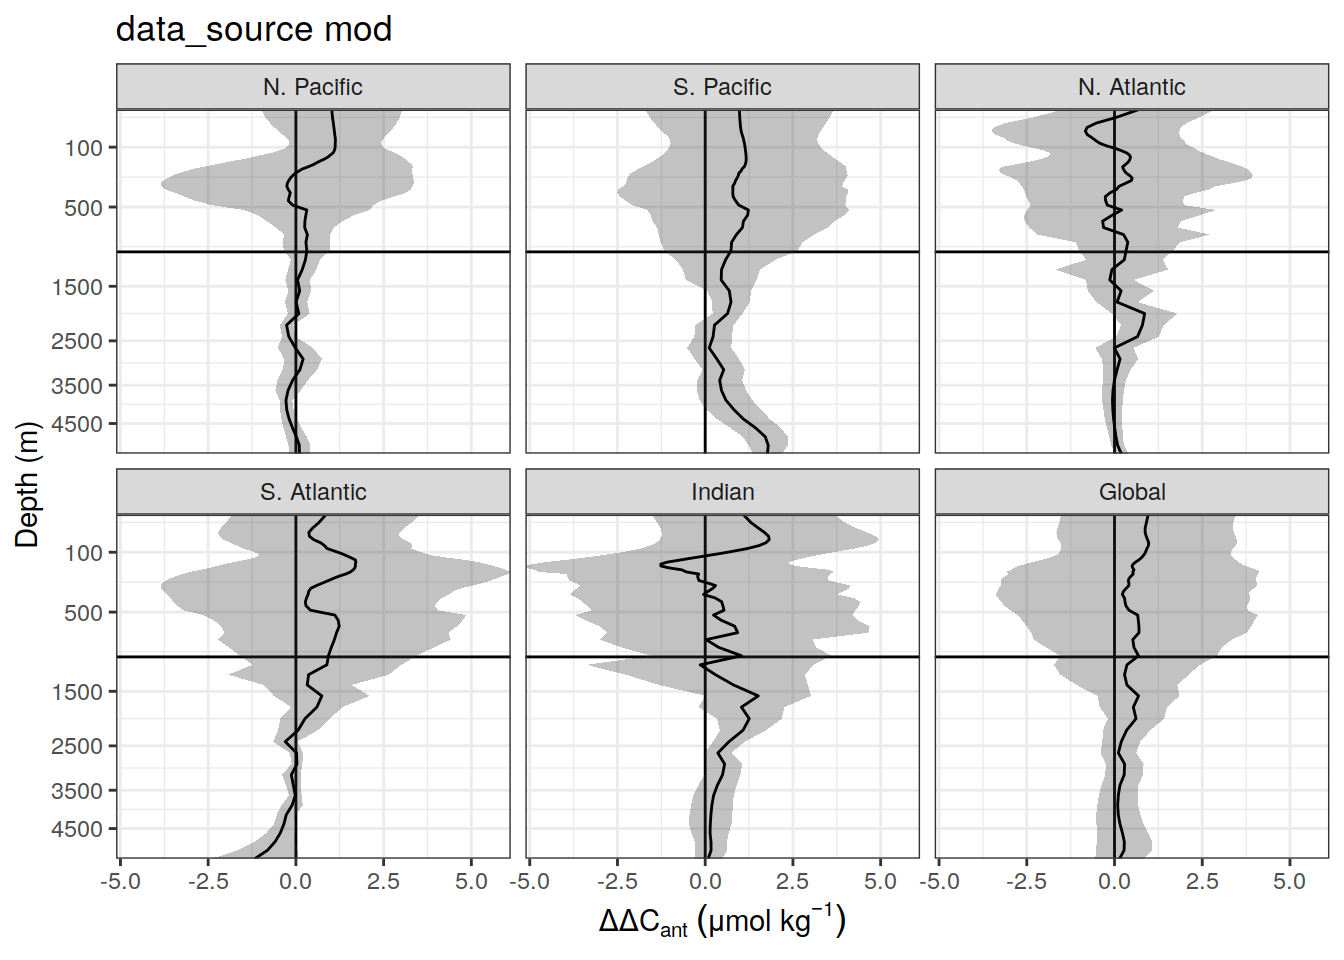 data_source mod
N. Pacific
S. Pacific
N. Atlantic
100
500
1500
2500
3500
4500
Depth (m)
S. Atlantic
Indian
Global
100
500
1500
2500
3500
4500
-5.0 -2.5 0.0 2.5 5.0 -5.0 -2.5 0.0 2.5 5.0 -5.0 -2.5 0.0 2.5 5.0
ΔΔC_ant (μmol kg⁻¹)